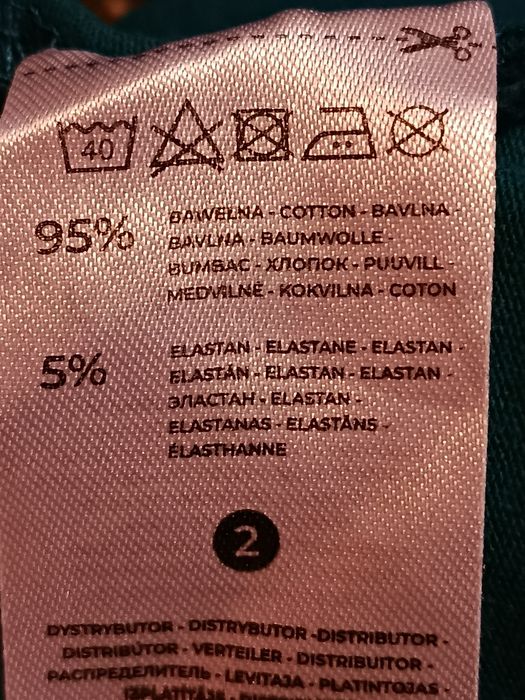 40
95%
BAWEŁNA - COTTON - BAVLNA -
BAVLNA - BAUMWOLLE -
BUMBAC - ХЛОПОК - PUUVILL -
MEDVILNĖ - KOKVILNA - COTON
5%
ELASTAN - ELASTANE - ELASTAN -
ELASTÁN - ELASTAN - ELASTAN -
ЭЛАСТАН - ELASTAN -
ELASTANAS - ELASTĀNS -
ÉLASTHANNE
2
DYSTRYBUTOR - DISTRYBUTOR - DISTRIBUTOR -
DISTRIBÚTOR - VERTEILER - DISTRIBUITOR -
РАСПРЕДЕЛИТЕЛЬ - LEVITAJA - PLATINTOJAS
IZPLATĪTĀJS -